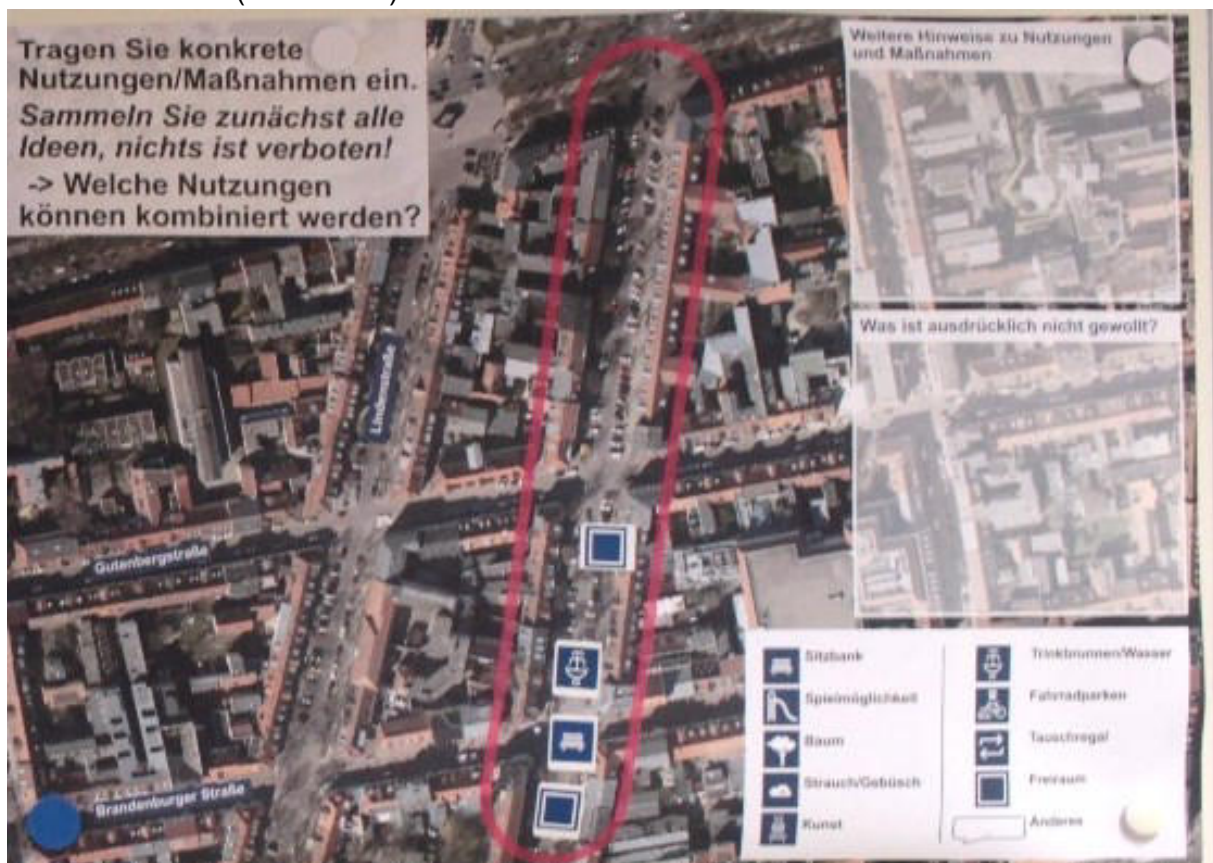 Tragen Sie konkrete
Nutzungen/Maßnahmen ein.
Sammeln Sie zunächst alle
Ideen, nichts ist verboten!
-> Welche Nutzungen
können kombiniert werden?
Weitere Hinweise zu Nutzungen
und Maßnahmen
Was ist ausdrücklich nicht gewollt?
Lindenstraße
Gutenbergstraße
Brandenburger Straße
Sitzbank
Spielmöglichkeit
Baum
Strauch/Gebüsch
Kunst
Trinkbrunnen/Wasser
Fahrradparken
Tauschregal
Freiraum
Anderes